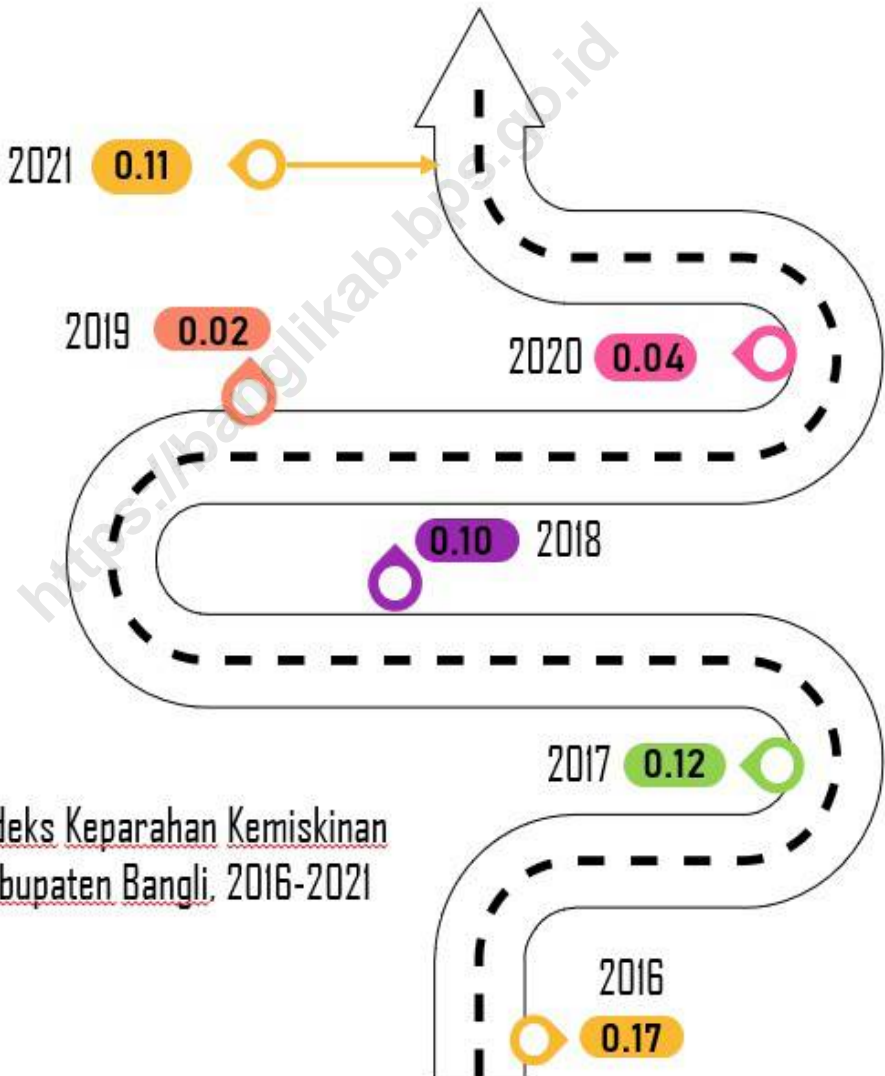 2021 0.11
2019 0.02
2020 0.04
0.10 2018
2017 0.12
deks Keparahan Kemiskinan
bupaten Bangli, 2016-2021
2016
0.17
https://banglikab.bps.go.id